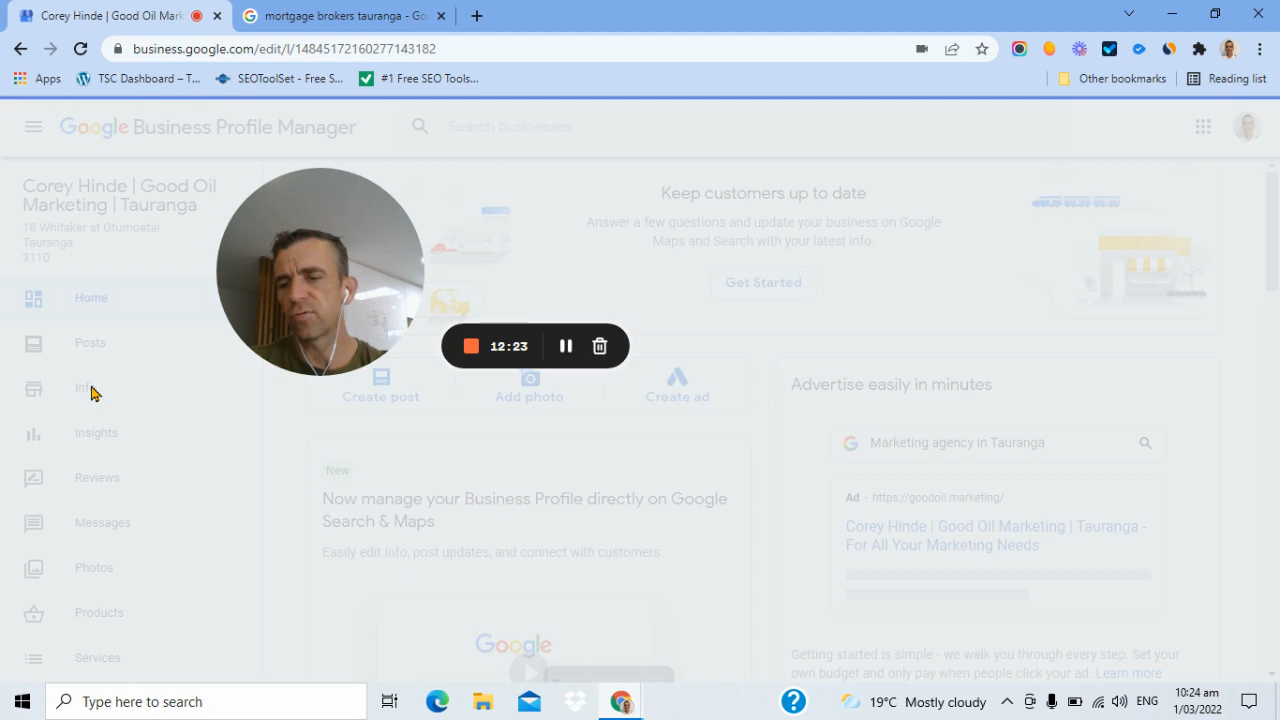 Corey Hinde | Good Oil Mark
mortgage brokers Tauranga - Goo
business.google.com/edit/l/14845172160277143182
Apps
TSC Dashboard – T...
SEOToolSet - Free S...
#1 Free SEO Tools...
Other bookmarks
Reading list
Google Business Profile Manager
Search businesses
Corey Hinde | Good Oil
Marketing | Tauranga
18 Whitaker st Otumoetai
Tauranga
3110
Home
Posts
Insights
Reviews
Messages
Photos
Products
Services
Keep customers up to date
Answer a few questions and update your business on Google
Maps and Search with your latest info.
Get Started
12:23
Create post
Add photo
Create ad
New
Now manage your Business Profile directly on Google
Search & Maps
Easily edit info, post updates, and connect with customers
Google
Advertise easily in minutes
Marketing agency in Tauranga
Ad · https://goodoil.marketing/
Corey Hinde | Good Oil Marketing | Tauranga -
For All Your Marketing Needs
Getting started is simple - we walk you through every step. Set your
own budget and only pay when people click your ad. Learn more
Type here to search
19°C Mostly cloudy
ENG
10:24 am
1/03/2022